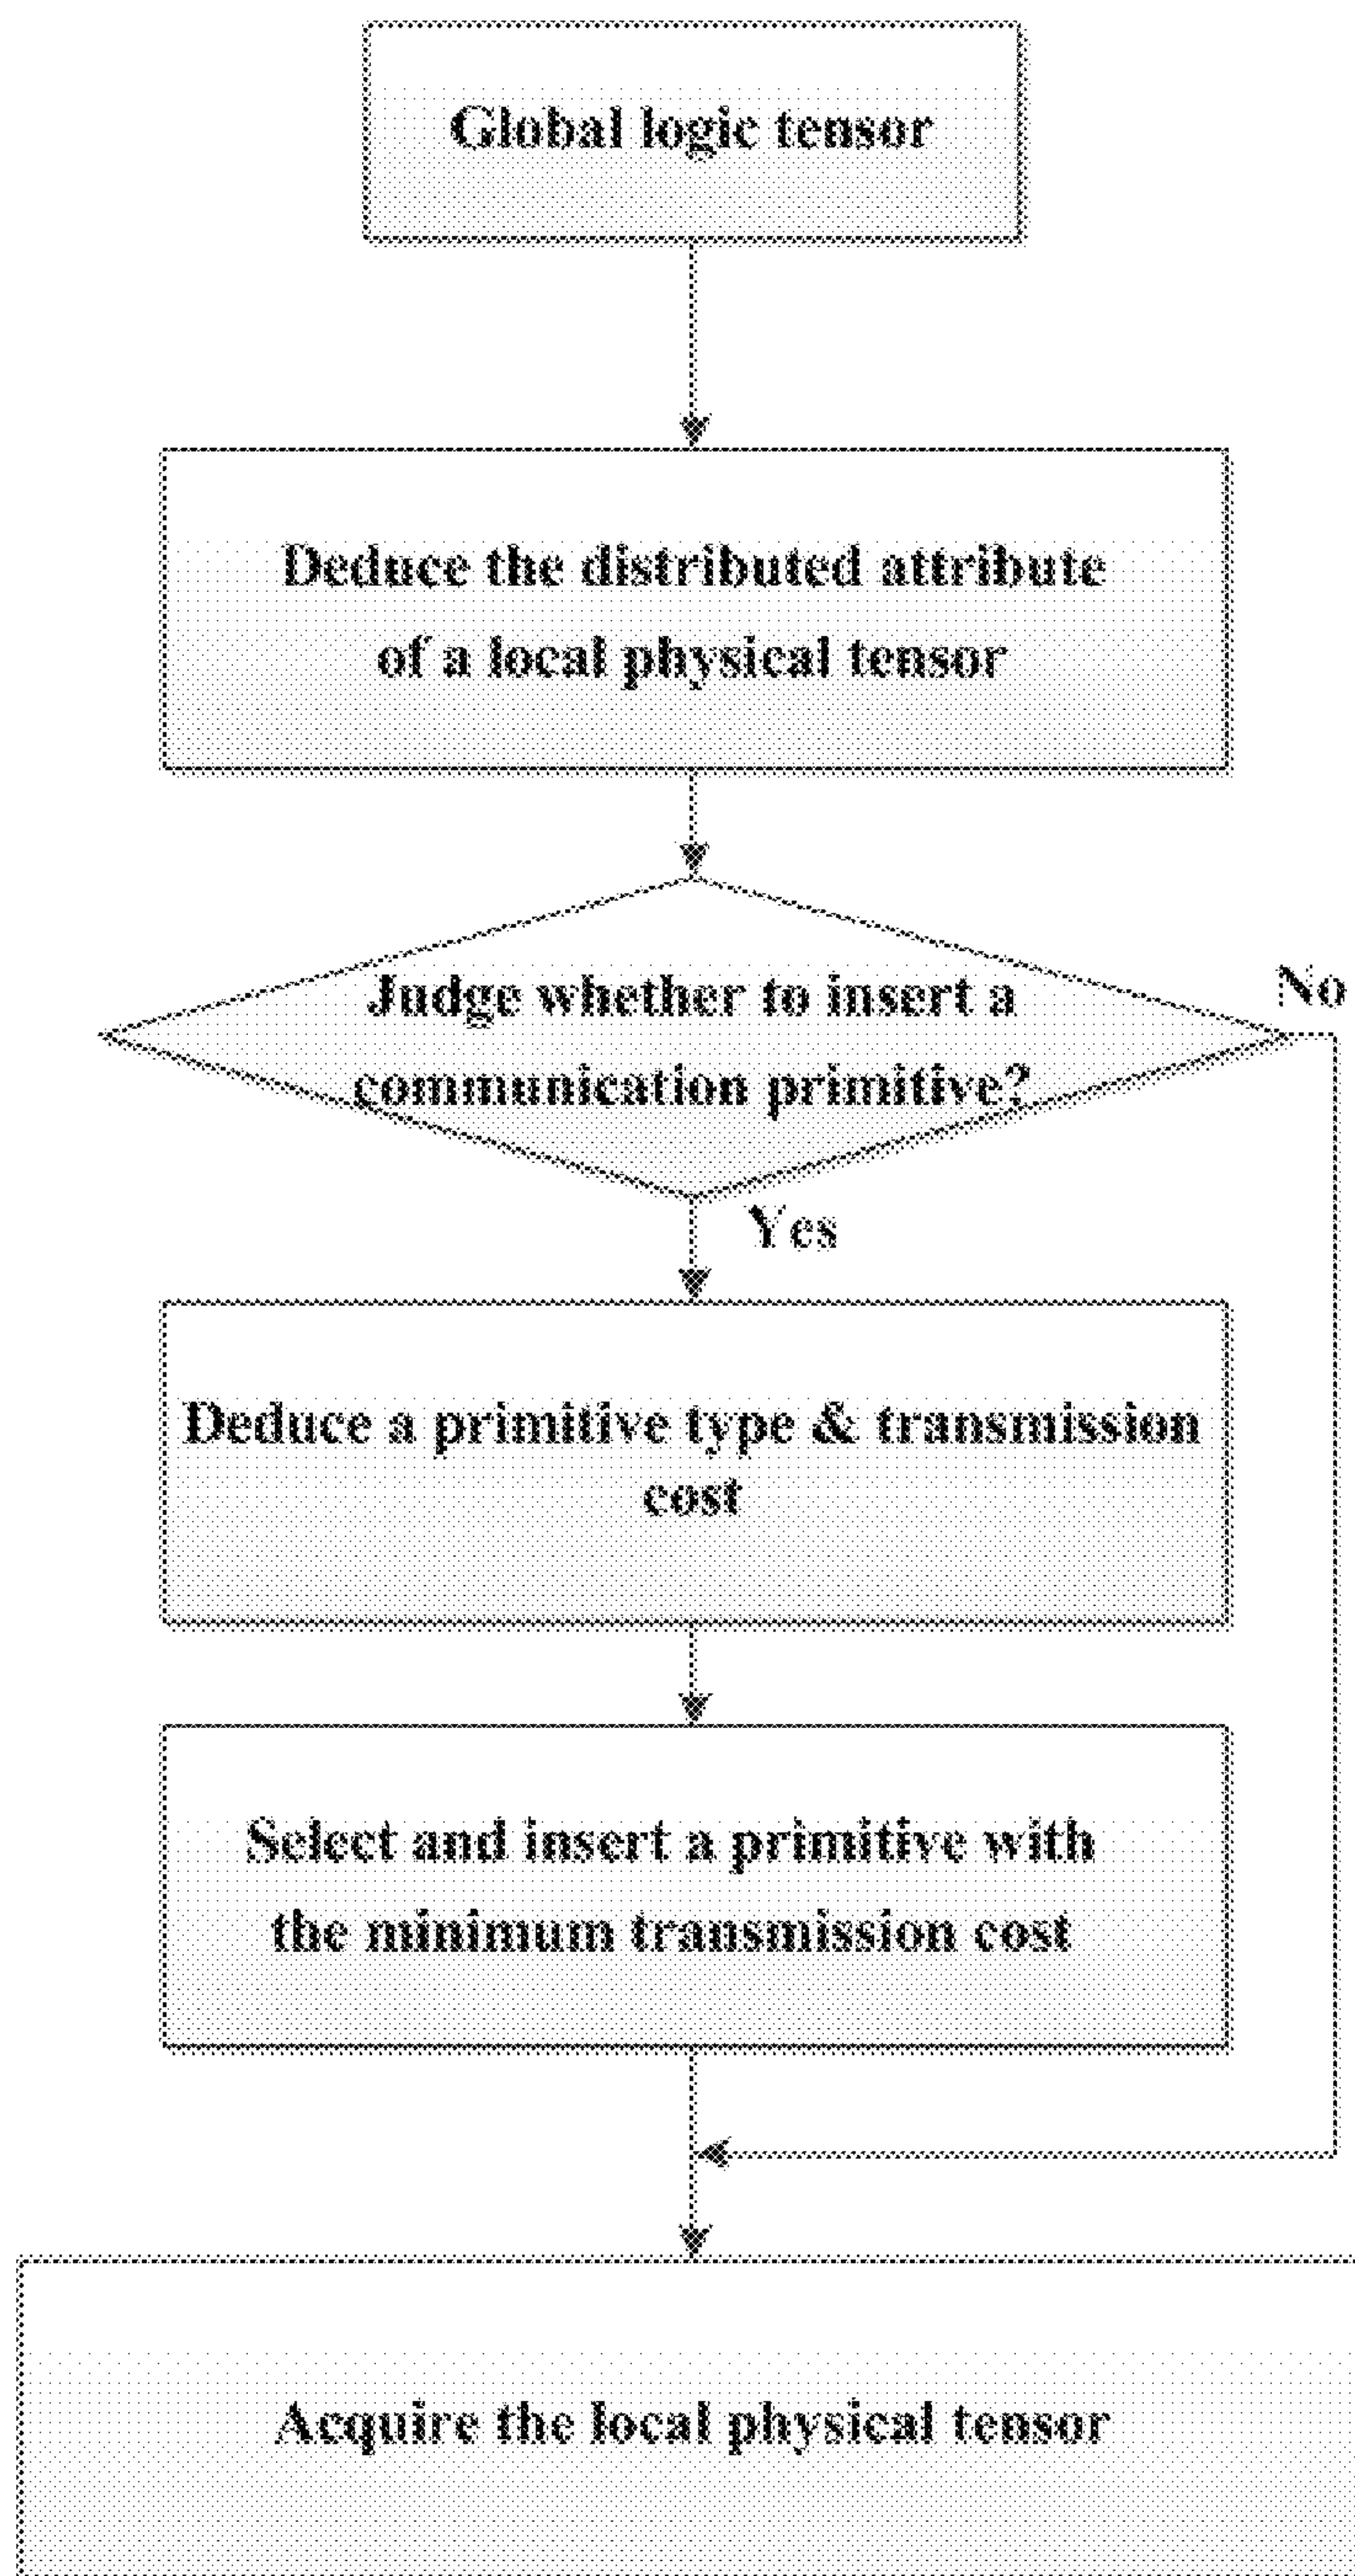 Global logic tensor
Deduce the distributed attribute
of a local physical tensor
Judge whether to insert a
communication primitive?
No
Yes
Deduce a primitive type & transmission
cost
Select and insert a primitive with
the minimum transmission cost
Acquire the local physical tensor